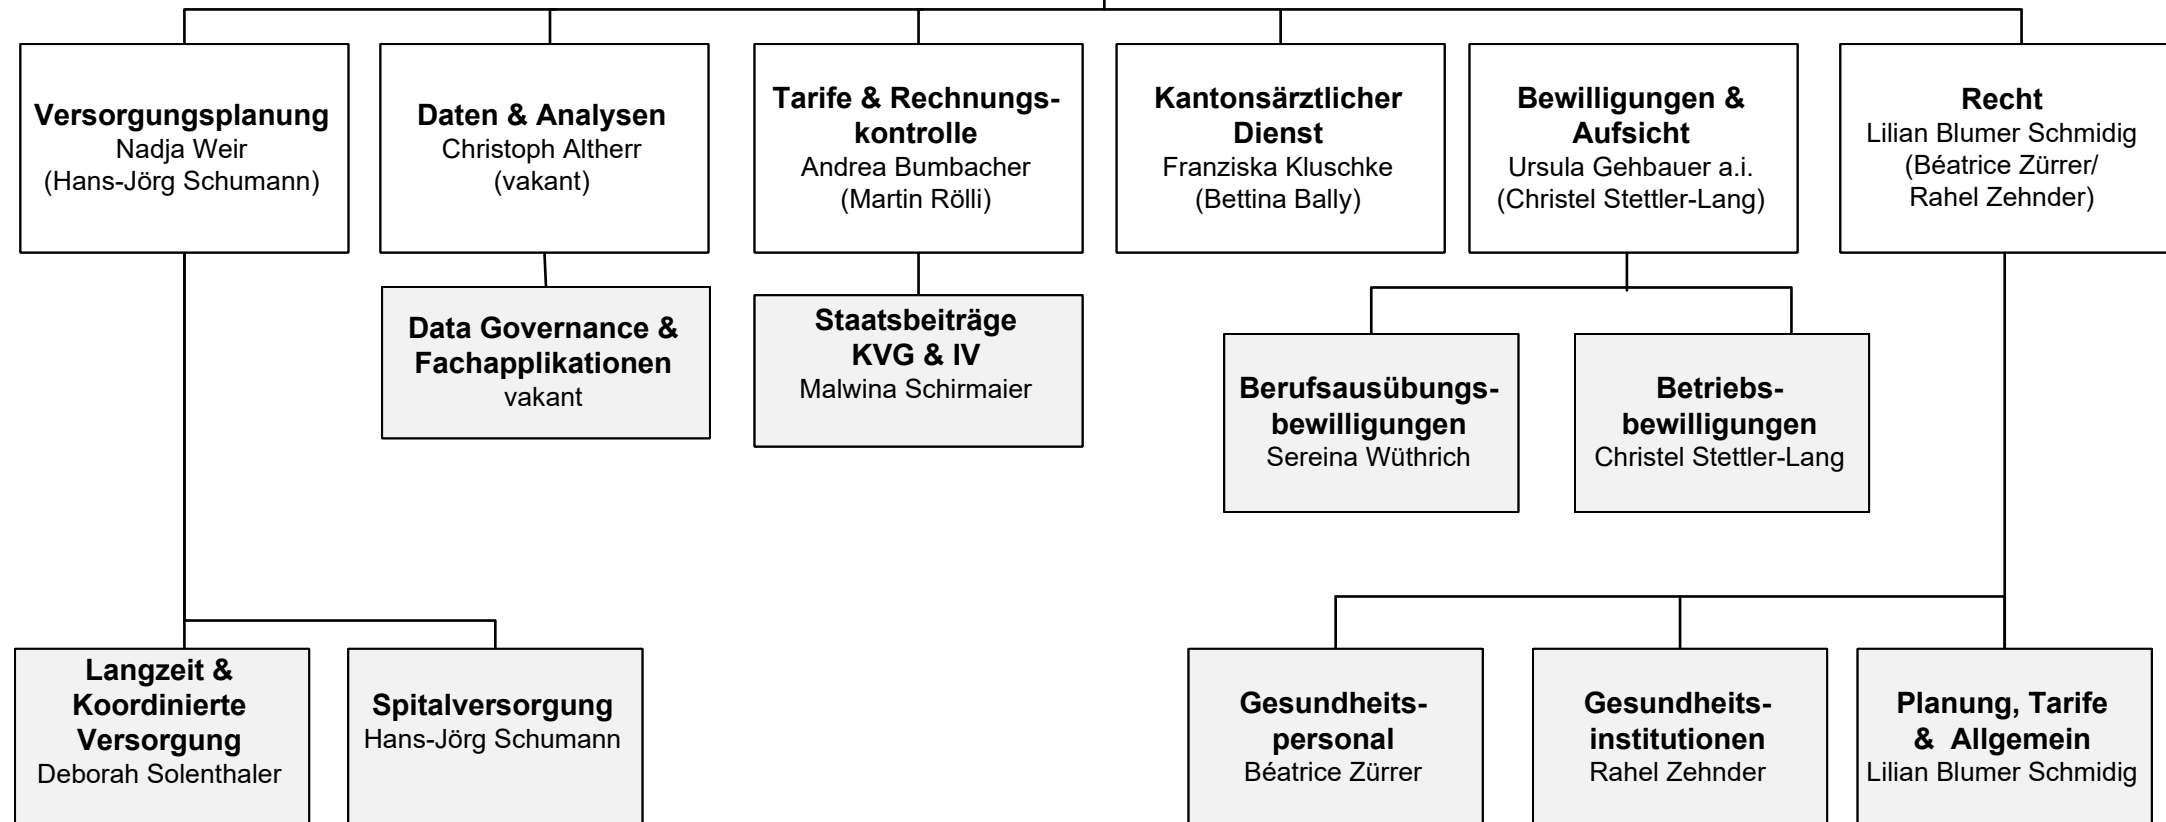 Versorgungsplanung
Nadja Weir
(Hans-Jörg Schumann)
Daten & Analysen
Christoph Altherr
(vakant)
Tarife & Rechnungs-
kontrolle
Andrea Bumbacher
(Martin Rölli)
Kantonsärztlicher
Dienst
Franziska Kluschke
(Bettina Bally)
Bewilligungen &
Aufsicht
Ursula Gehbauer a.i.
(Christel Stettler-Lang)
Recht
Lilian Blumer Schmidig
(Béatrice Zürrer/
Rahel Zehnder)
Data Governance &
Fachapplikationen
vakant
Staatsbeiträge
KVG & IV
Malwina Schirmaier
Berufsausübungs-
bewilligungen
Sereina Wüthrich
Betriebs-
bewilligungen
Christel Stettler-Lang
Langzeit &
Koordinierte
Versorgung
Deborah Solenthaler
Spitalversorgung
Hans-Jörg Schumann
Gesundheits-
personal
Béatrice Zürrer
Gesundheits-
institutionen
Rahel Zehnder
Planung, Tarife
& Allgemein
Lilian Blumer Schmidig